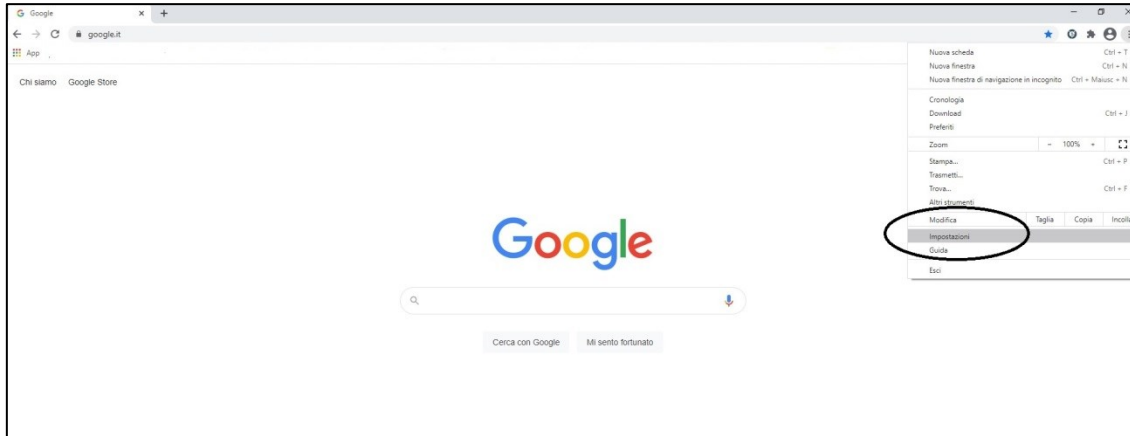 Google
google.it
App
Chi siamo Google Store
Nuova scheda Ctrl + T
Nuova finestra Ctrl + N
Nuova finestra di navigazione in incognito Ctrl + Maiusc + N
Cronologia
Download Ctrl + J
Preferiti
Zoom - 100% +
Stampa... Ctrl + P
Trasmetti...
Trova... Ctrl + F
Altri strumenti
Modifica Taglia Copia Incolla
Impostazioni
Guida
Esci
Google
Cerca con Google Mi sento fortunato